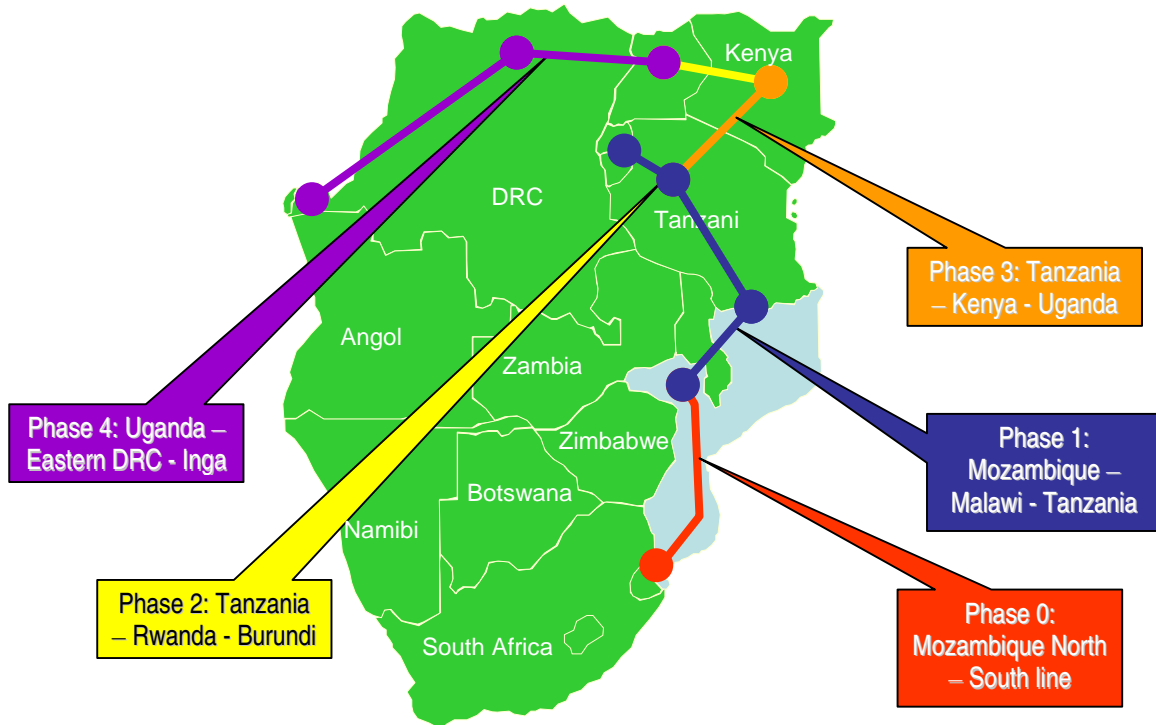 Kenya
DRC
Tanzani
Phase 3: Tanzania
– Kenya - Uganda
Angol
Zambia
Phase 4: Uganda –
Eastern DRC - Inga
Zimbabwe
Phase 1:
Mozambique –
Malawi - Tanzania
Botswana
Namibi
Phase 2: Tanzania
– Rwanda - Burundi
Phase 0:
Mozambique North
– South line
South Africa